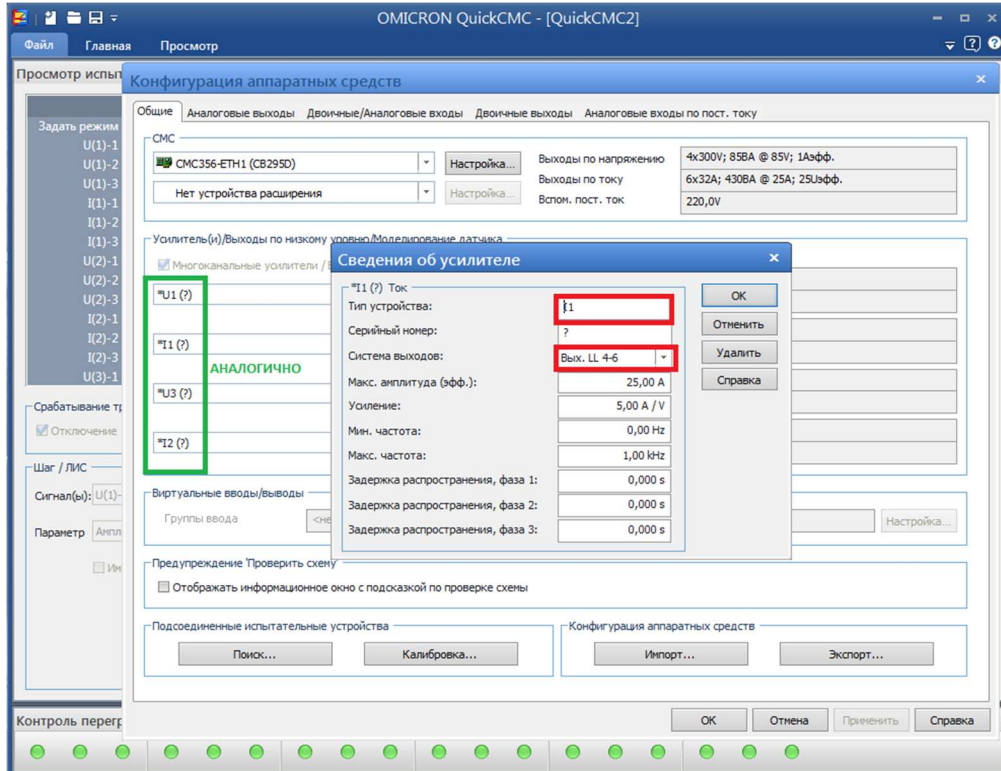 OMICRON QuickCMC - [QuickCMC2]
Файл Главная Просмотр
Просмотр испыт
Задать режим
U(1)-1
U(1)-2
U(1)-3
I(1)-1
I(1)-2
I(1)-3
U(2)-1
U(2)-2
U(2)-3
I(2)-1
I(2)-2
I(2)-3
U(3)-1
Срабатывание тр
Отключение
Шаг / ЛИС
Сигнал(ы): U(1)-
Параметр Ампл
Им
Конфигурация аппаратных средств
Общие Аналоговые выходы Двоичные/Аналоговые входы Двоичные выходы Аналоговые входы по пост. току
CMC
CMC356-ETH1 (CB295D) Настройка...
Нет устройства расширения Настройка...
Выходы по напряжению 4x300V; 85ВА @ 85V; 1Аэфф.
Выходы по току 6x32A; 430ВА @ 25A; 25Uэфф.
Вспом. пост. ток 220,0V
Усилитель(и)/Выходы по низкому уровню/Моделирование датчика
Многоканальные усилители /
*U1 (?)
*I1 (?)
АНАЛОГИЧНО
*U3 (?)
*I2 (?)
Сведения об усилителе
*I1 (?) Ток
Тип устройства: I1
Серийный номер: ?
Система выходов: Вых. LL 4-6
Макс. амплитуда (эфф.): 25,00 A
Усиление: 5,00 A / V
Мин. частота: 0,00 Hz
Макс. частота: 1,00 kHz
Задержка распространения, фаза 1: 0,000 s
Задержка распространения, фаза 2: 0,000 s
Задержка распространения, фаза 3: 0,000 s
OK
Отменить
Удалить
Справка
Виртуальные вводы/выводы
Группы ввода <не Настройка...
Предупреждение 'Проверить схему'
Отображать информационное окно с подсказкой по проверке схемы
Подсоединенные испытательные устройства
Поиск... Калибровка...
Конфигурация аппаратных средств
Импорт... Экспорт...
OK Отмена Применить Справка
Контроль перегр